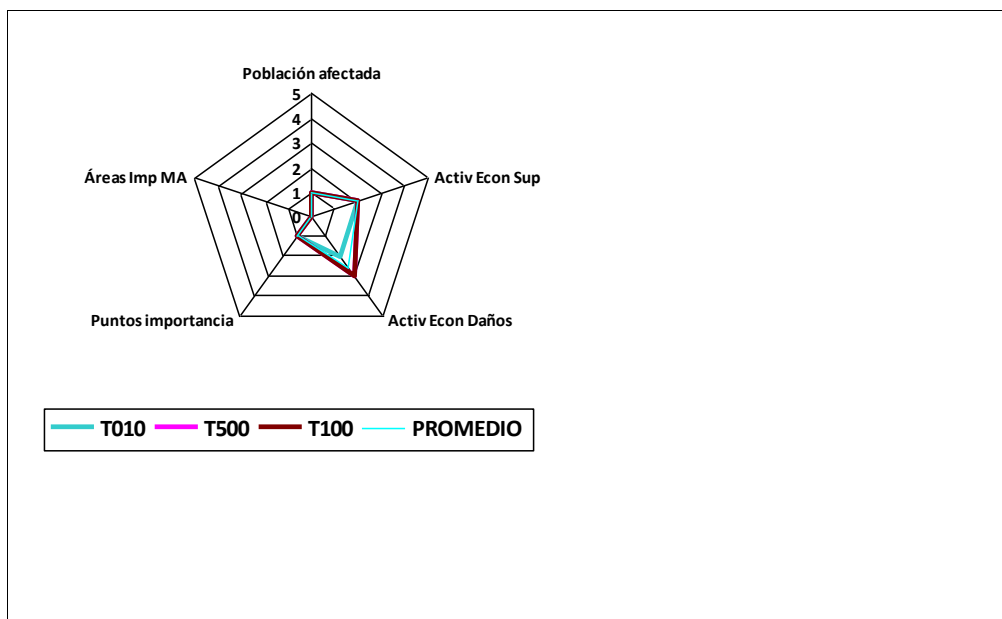 Población afectada
5
4
3
2
1
0
Áreas Imp MA
Activ Econ Sup
Puntos importancia
Activ Econ Daños
T010 T500 T100 PROMEDIO